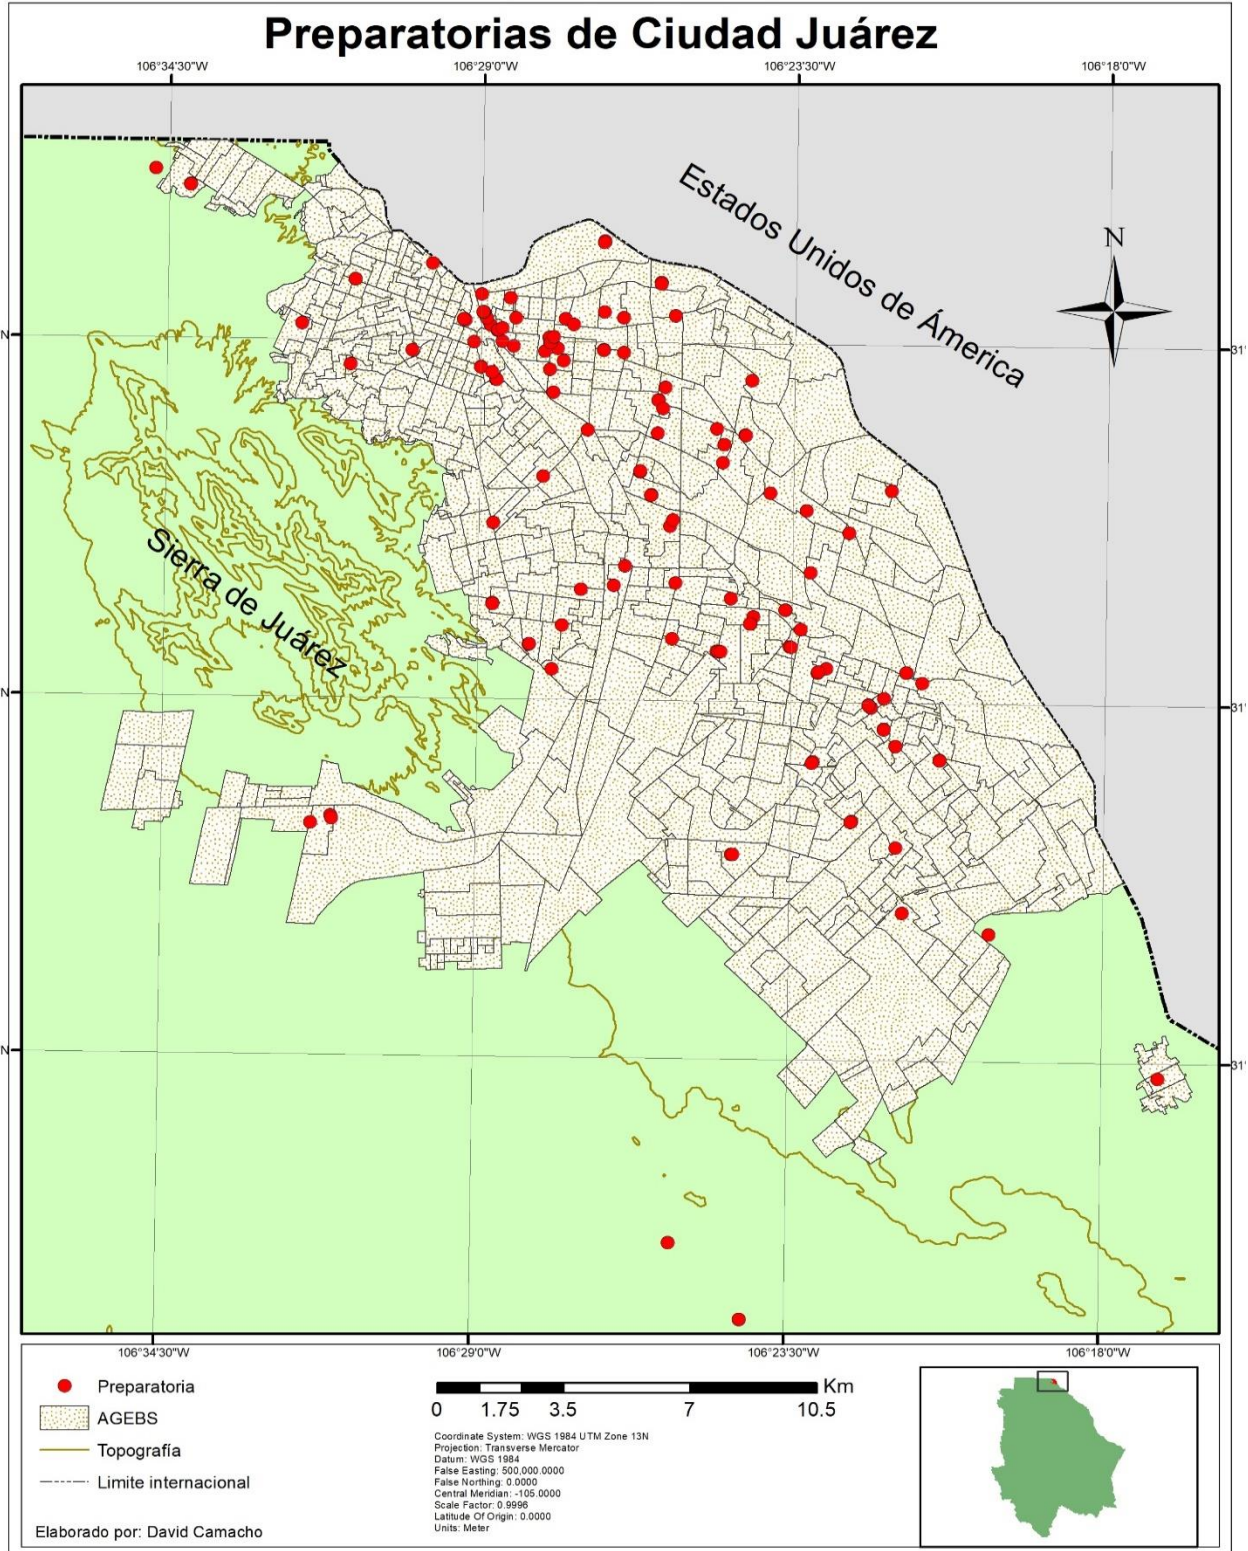 Preparatorias de Ciudad Juárez
106°34'30"W 106°29'0"W 106°23'30"W 106°18'0"W
Estados Unidos de Ámerica
N
N
31°
Sierra de Juárez
N
31°
N
31°
106°34'30"W 106°29'0"W 106°23'30"W 106°18'0"W
Preparatoria
AGEBS
Topografía
Limite internacional
Elaborado por: David Camacho
Km
0 1.75 3.5 7 10.5
Coordinate System: WGS 1984 UTM Zone 13N
Projection: Transverse Mercator
Datum: WGS 1984
False Easting: 500,000.0000
False Northing: 0.0000
Central Meridian: -105.0000
Scale Factor: 0.9996
Latitude Of Origin: 0.0000
Units: Meter